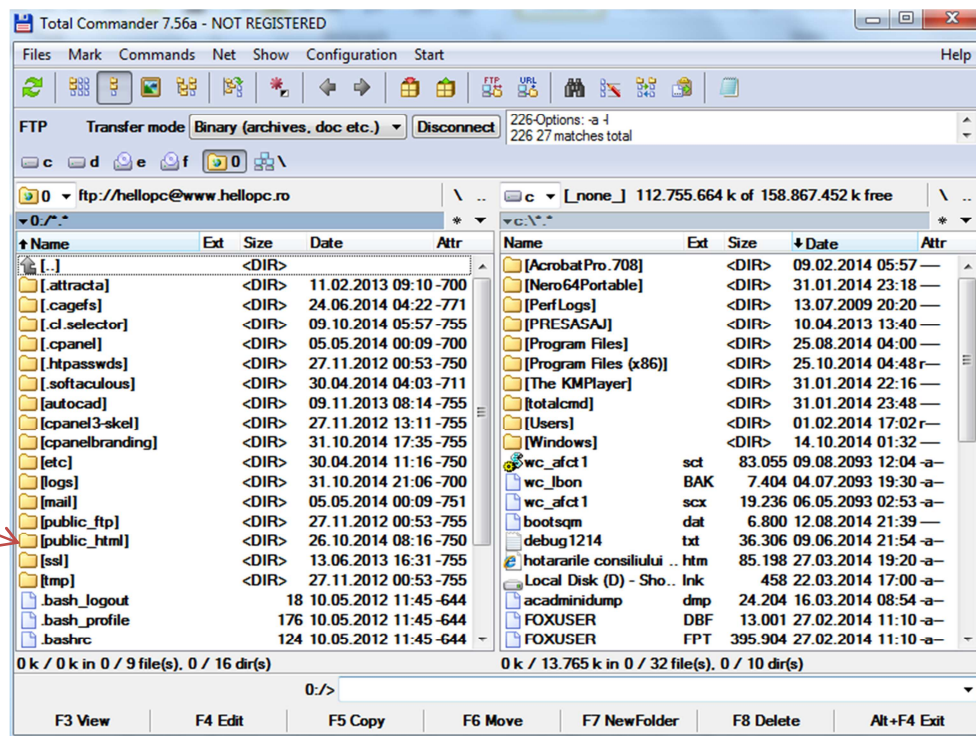 Total Commander 7.56a - NOT REGISTERED
Files Mark Commands Net Show Configuration Start Help
FTP URL
FTP Transfer mode Binary (archives, doc etc.) Disconnect
226-Options: -a -l
226 27 matches total
c d e f 0 \
0 ftp://hellopc@www.hellopc.ro \ ..
0:/*.*  * 
Name Ext Size Date Attr
[..] <DIR>
[.attracta] <DIR> 11.02.2013 09:10 -700
[.cagefs] <DIR> 24.06.2014 04:22 -771
[.cl.selector] <DIR> 09.10.2014 05:57 -755
[.cpanel] <DIR> 05.05.2014 00:09 -700
[.htpasswds] <DIR> 27.11.2012 00:53 -750
[.softaculous] <DIR> 30.04.2014 04:03 -711
[autocad] <DIR> 09.11.2013 08:14 -755
[cpanel3-skel] <DIR> 27.11.2012 13:11 -755
[cpanelbranding] <DIR> 31.10.2014 17:35 -755
[etc] <DIR> 30.04.2014 11:16 -750
[logs] <DIR> 31.10.2014 21:06 -700
[mail] <DIR> 05.05.2014 00:09 -751
[public_ftp] <DIR> 27.11.2012 00:53 -755
[public_html] <DIR> 26.10.2014 08:16 -750
[ssl] <DIR> 13.06.2013 16:31 -755
[tmp] <DIR> 27.11.2012 00:53 -755
.bash_logout 18 10.05.2012 11:45 -644
.bash_profile 176 10.05.2012 11:45 -644
.bashrc 124 10.05.2012 11:45 -644
0 k / 0 k in 0 / 9 file(s), 0 / 16 dir(s)
c [_none_] 112.755.664 k of 158.867.452 k free \ ..
c:\*.* *
Name Ext Size Date Attr
[AcrobatPro.708] <DIR> 09.02.2014 05:57 ----
[Nero64Portable] <DIR> 31.01.2014 23:18 ----
[PerfLogs] <DIR> 13.07.2009 20:20 ----
[PRESASAJ] <DIR> 10.04.2013 13:40 ----
[Program Files] <DIR> 25.08.2014 04:00 ----
[Program Files (x86)] <DIR> 25.10.2014 04:48 r---
[The KMPlayer] <DIR> 31.01.2014 22:16 ----
[totalcmd] <DIR> 31.01.2014 23:48 ----
[Users] <DIR> 01.02.2014 17:02 r---
[Windows] <DIR> 14.10.2014 01:32 ----
wc_afct1 sct 83.055 09.08.2093 12:04 -a--
wc_lbon BAK 7.404 04.07.2093 19:30 -a--
wc_afct1 scx 19.236 06.05.2093 02:53 -a--
bootsqm dat 6.800 12.08.2014 21:39 ----
debug1214 txt 36.306 09.06.2014 21:54 -a--
hotararile consiliului .. htm 85.198 27.03.2014 19:20 -a--
Local Disk (D) - Sho.. lnk 458 22.03.2014 17:00 -a--
acadminidump dmp 24.204 16.03.2014 08:54 -a--
FOXUSER DBF 13.001 27.02.2014 11:10 -a--
FOXUSER FPT 395.904 27.02.2014 11:10 -a--
0 k / 13.765 k in 0 / 32 file(s), 0 / 10 dir(s)
0:/>
F3 View F4 Edit F5 Copy F6 Move F7 NewFolder F8 Delete Alt+F4 Exit